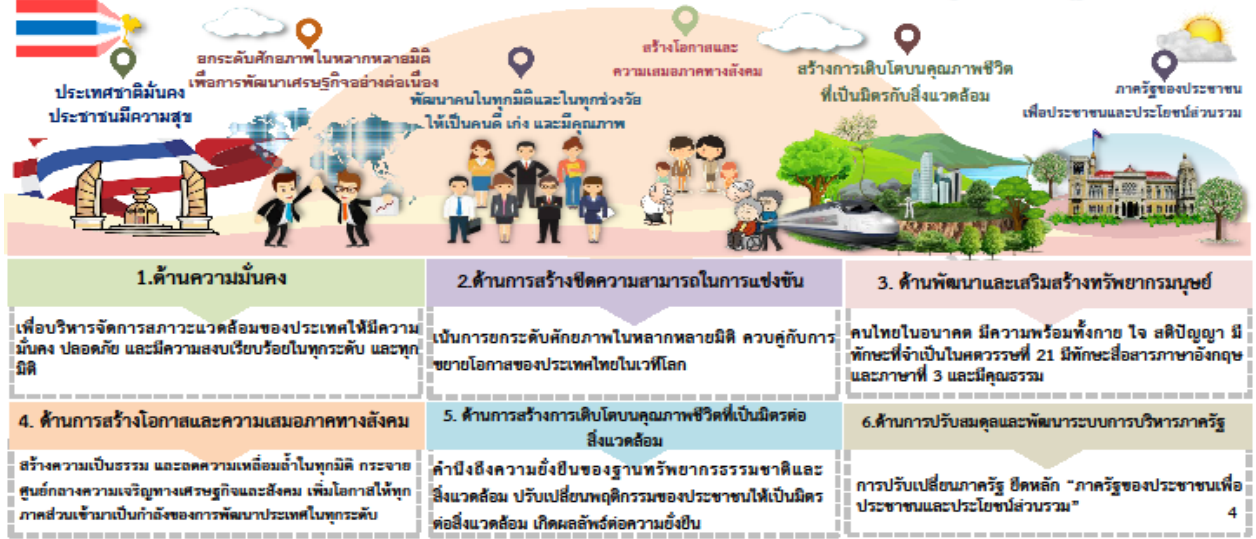 ประเทศชาติมั่นคง
ประชาชนมีความสุข
ยกระดับศักยภาพในหลากหลายมิติ
เพื่อการพัฒนาเศรษฐกิจอย่างต่อเนื่อง
พัฒนาคนในทุกมิติและในทุกช่วงวัย
ให้เป็นคนดี เก่ง และมีคุณภาพ
สร้างโอกาสและ
ความเสมอภาคทางสังคม
สร้างการเติบโตบนคุณภาพชีวิต
ที่เป็นมิตรกับสิ่งแวดล้อม
ภาครัฐของประชาชน
เพื่อประชาชนและประโยชน์ส่วนรวม
1.ด้านความมั่นคง
เพื่อบริหารจัดการสภาวะแวดล้อมของประเทศให้มีความ
มั่นคง ปลอดภัย และมีความสงบเรียบร้อยในทุกระดับ และทุก
มิติ
2.ด้านการสร้างขีดความสามารถในการแข่งขัน
เน้นการยกระดับศักยภาพในหลากหลายมิติ ควบคู่กับการ
ขยายโอกาสของประเทศไทยในเวทีโลก
3. ด้านพัฒนาและเสริมสร้างทรัพยากรมนุษย์
คนไทยในอนาคต มีความพร้อมทั้งกาย ใจ สติปัญญา มี
ทักษะที่จำเป็นในศตวรรษที่ 21 มีทักษะสื่อสารภาษาอังกฤษ
และภาษาที่ 3 และมีคุณธรรม
4. ด้านการสร้างโอกาสและความเสมอภาคทางสังคม
สร้างความเป็นธรรม และลดความเหลื่อมล้ำในทุกมิติ กระจาย
ศูนย์กลางความเจริญทางเศรษฐกิจและสังคม เพิ่มโอกาสให้ทุก
ภาคส่วนเข้ามาเป็นกำลังของการพัฒนาประเทศในทุกระดับ
5. ด้านการสร้างการเติบโตบนคุณภาพชีวิตที่เป็นมิตรต่อ
สิ่งแวดล้อม
คำนึงถึงความยั่งยืนของฐานทรัพยากรธรรมชาติและ
สิ่งแวดล้อม ปรับเปลี่ยนพฤติกรรมของประชาชนให้เป็นมิตร
ต่อสิ่งแวดล้อม เกิดผลลัพธ์ต่อความยั่งยืน
6.ด้านการปรับสมดุลและพัฒนาระบบการบริหารภาครัฐ
การปรับเปลี่ยนภาครัฐ ยึดหลัก “ภาครัฐของประชาชนเพื่อ
ประชาชนและประโยชน์ส่วนรวม”
4